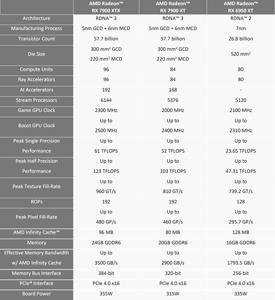 AMD Radeon™ AMD Radeon™ AMD Radeon™
RX 7900 XTX RX 7900 XT RX 6950 XT
Architecture RDNA™ 3 RDNA™ 3 RDNA™ 2
Manufacturing Process 5nm GCD + 6nm MCD 5nm GCD + 6nm MCD 7nm
Transistor Count 57.7 billion 57.7 billion 26.8 billion
Die Size 300 mm² GCD 300 mm² GCD 520 mm²
220 mm² MCD 220 mm² MCD
Compute Units 96 84 80
Ray Accelerators 96 84 80
AI Accelerators 192 168 -
Stream Processors 6144 5376 5120
Game GPU Clock 2300 MHz 2000 MHz 2100 MHz
Boost GPU Clock Up to Up to Up to
2500 MHz 2400 MHz 2310 MHz
Peak Single Precision Up to Up to Up to
Performance 61 TFLOPS 52 TFLOPS 23.65 TFLOPS
Peak Half Precision Up to Up to Up to
Performance 123 TFLOPS 103 TFLOPS 47.31 TFLOPS
Peak Texture Fill-Rate Up to Up to Up to
960 GT/s 810 GT/s 739.2 GT/s
ROPs 192 192 128
Peak Pixel Fill-Rate Up to Up to Up to
480 GP/s 460 GP/s 295.7 GP/s
AMD Infinity Cache™ 96 MB 80 MB 128 MB
Memory 24GB GDDR6 20GB GDDR6 16GB GDDR6
Effective Memory Bandwidth Up to Up to Up to
w/ AMD Infinity Cache 3500 GB/s 2900 GB/s 1793.5 GB/s
Memory Bus Interface 384-bit 320-bit 256-bit
PCIe® Interface PCIe 4.0 x16 PCIe 4.0 x16 PCIe 4.0 x16
Board Power 355W 315W 335W